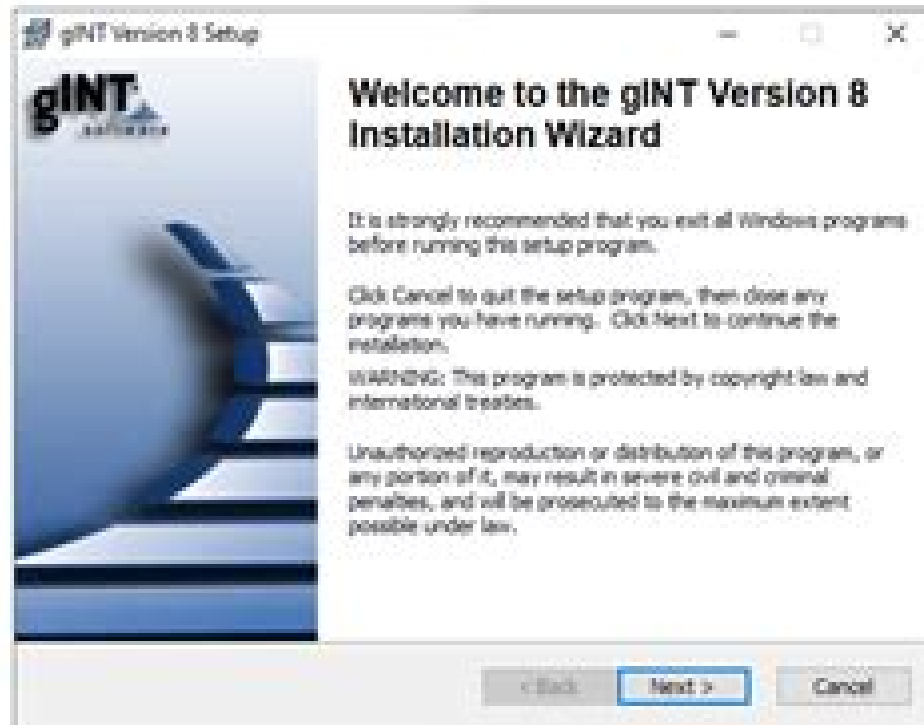 gINT Version 8 Setup
gINT
software
Welcome to the gINT Version 8
Installation Wizard
It is strongly recommended that you exit all Windows programs
before running this setup program.
Click Cancel to quit the setup program, then close any
programs you have running. Click Next to continue the
installation.
WARNING: This program is protected by copyright law and
international treaties.
Unauthorized reproduction or distribution of this program, or
any portion of it, may result in severe civil and criminal
penalties, and will be prosecuted to the maximum extent
possible under law.
< Back
Next >
Cancel